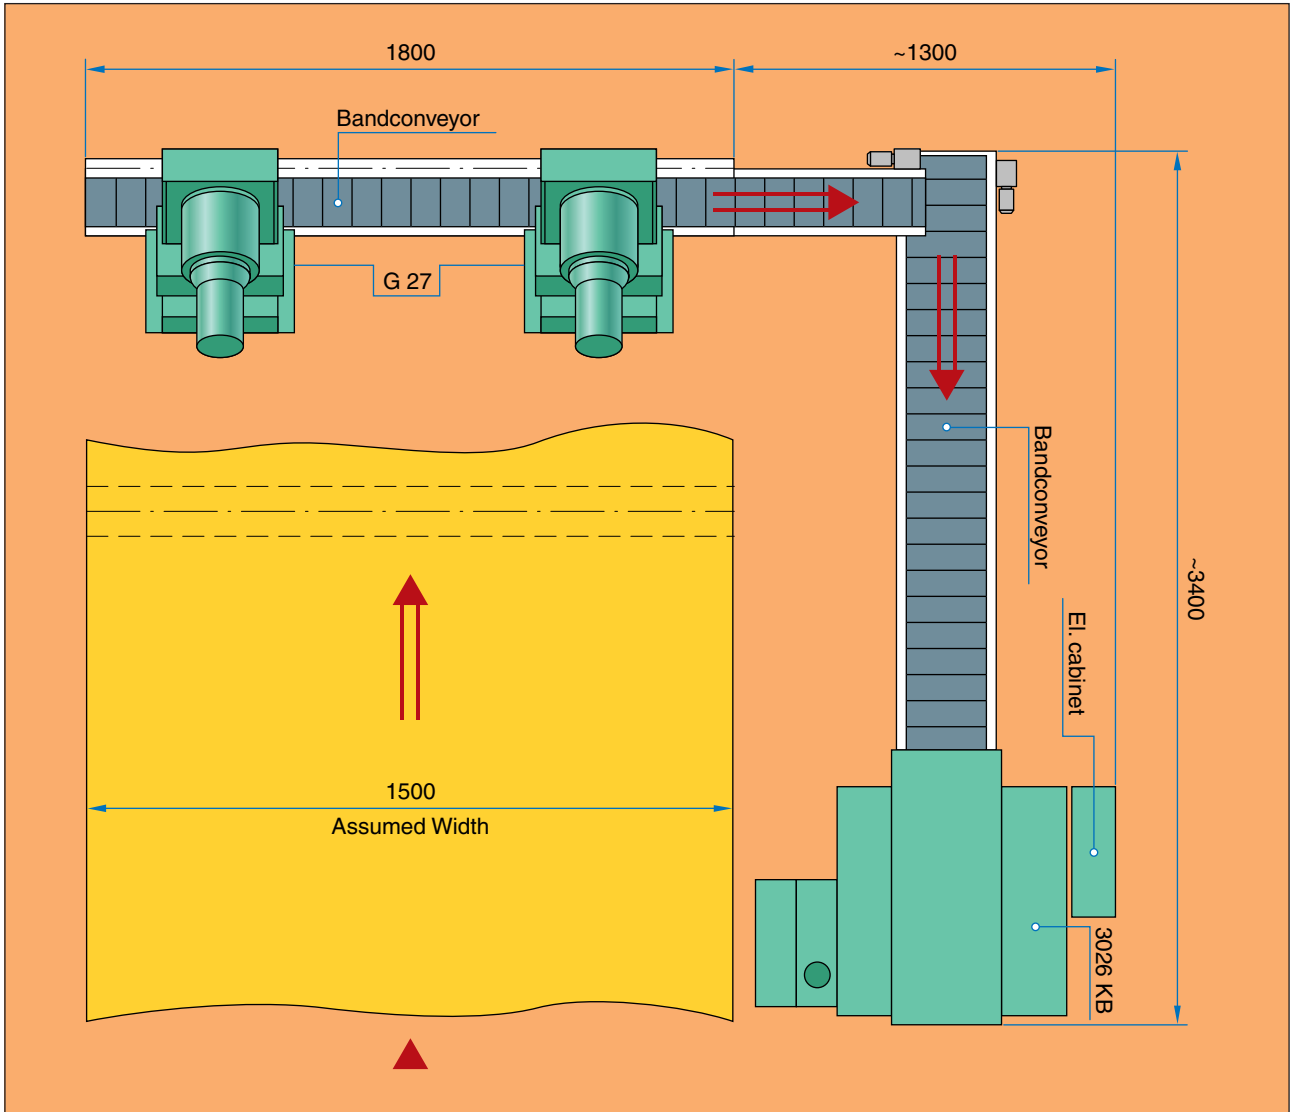 1800
~1300
Bandconveyor
G 27
Bandconveyor
~3400
El. cabinet
1500
Assumed Width
3026 KB